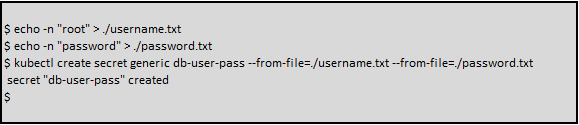 $ echo -n "root" > ./username.txt
$ echo -n "password" > ./password.txt
$ kubectl create secret generic db-user-pass --from-file=./username.txt --from-file=./password.txt
secret "db-user-pass" created
$